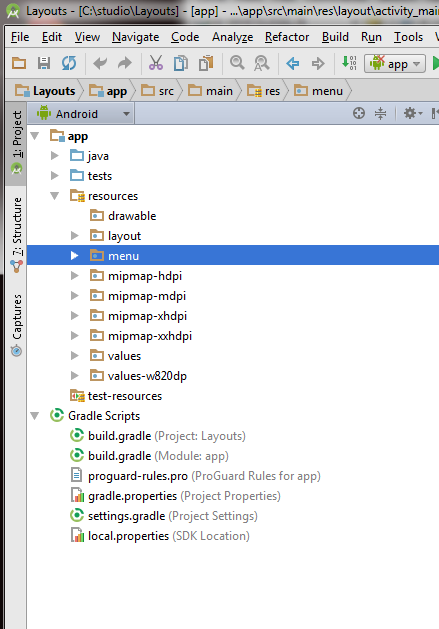 Layouts - [C:\studio\Layouts] - [app] - ...\app\src\main\res\layout\activity_mai
File Edit View Navigate Code Analyze Refactor Build Run Tools
app
Layouts app src main res menu
1: Project
Android
app
java
tests
resources
drawable
layout
7: Structure
menu
mipmap-hdpi
mipmap-mdpi
Captures
mipmap-xhdpi
mipmap-xxhdpi
values
values-w820dp
test-resources
Gradle Scripts
build.gradle (Project: Layouts)
build.gradle (Module: app)
proguard-rules.pro (ProGuard Rules for app)
gradle.properties (Project Properties)
settings.gradle (Project Settings)
local.properties (SDK Location)